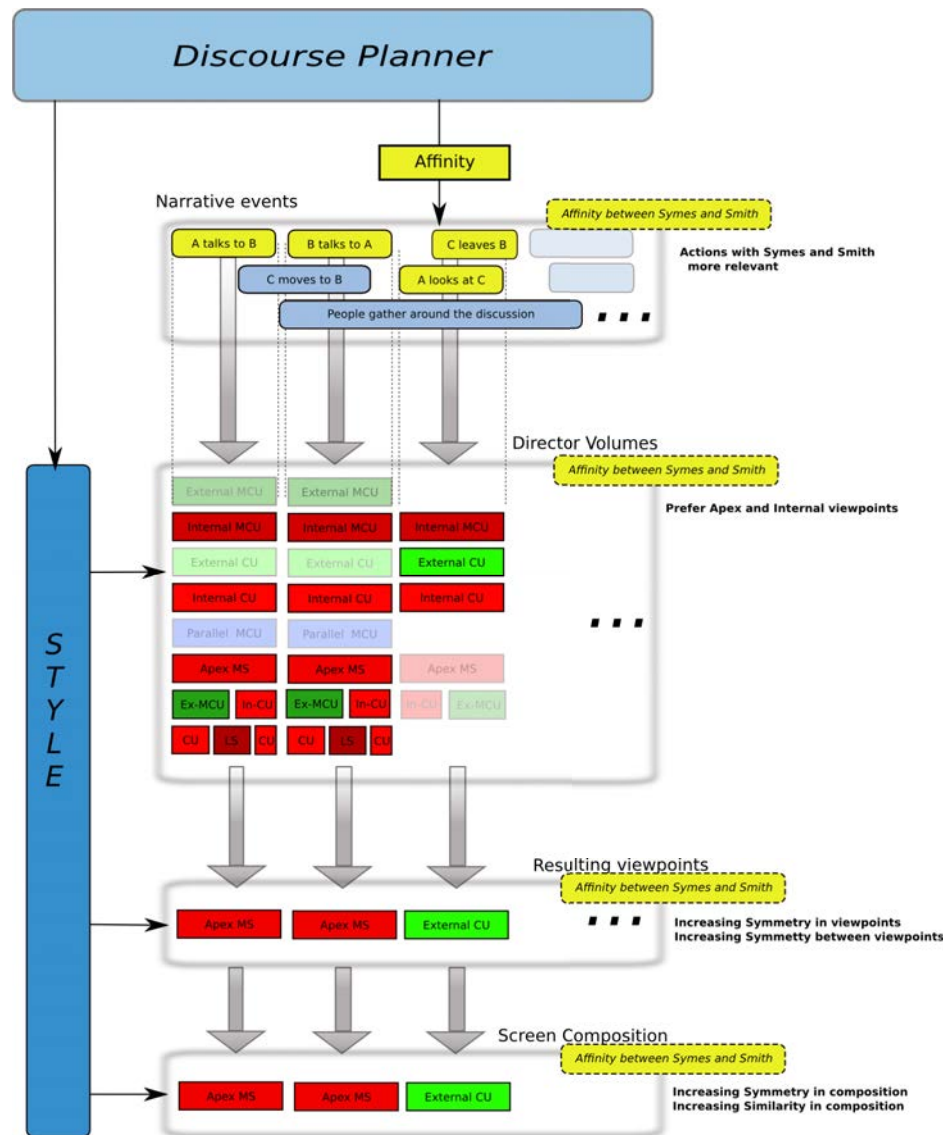 Discourse Planner
Affinity
Narrative events
Affinity between Symes and Smith
A talks to B
B talks to A
C leaves B
Actions with Symes and Smith
more relevant
C moves to B
A looks at C
People gather around the discussion
...
Director Volumes
Affinity between Symes and Smith
External MCU
External MCU
Prefer Apex and Internal viewpoints
Internal MCU
Internal MCU
Internal MCU
External CU
External CU
External CU
Internal CU
Internal CU
Internal CU
...
Parallel MCU
Parallel MCU
Apex MS
Apex MS
Apex MS
Ex-MCU
In-CU
Ex-MCU
In-CU
In-CU
Ex-MCU
CU
LS
CU
CU
LS
CU
STYLE
Resulting viewpoints
Affinity between Symes and Smith
Apex MS
Apex MS
External CU
...
Increasing Symmetry in viewpoints
Increasing Symmetty between viewpoints
Screen Composition
Affinity between Symes and Smith
Apex MS
Apex MS
External CU
Increasing Symmetry in composition
Increasing Similarity in composition